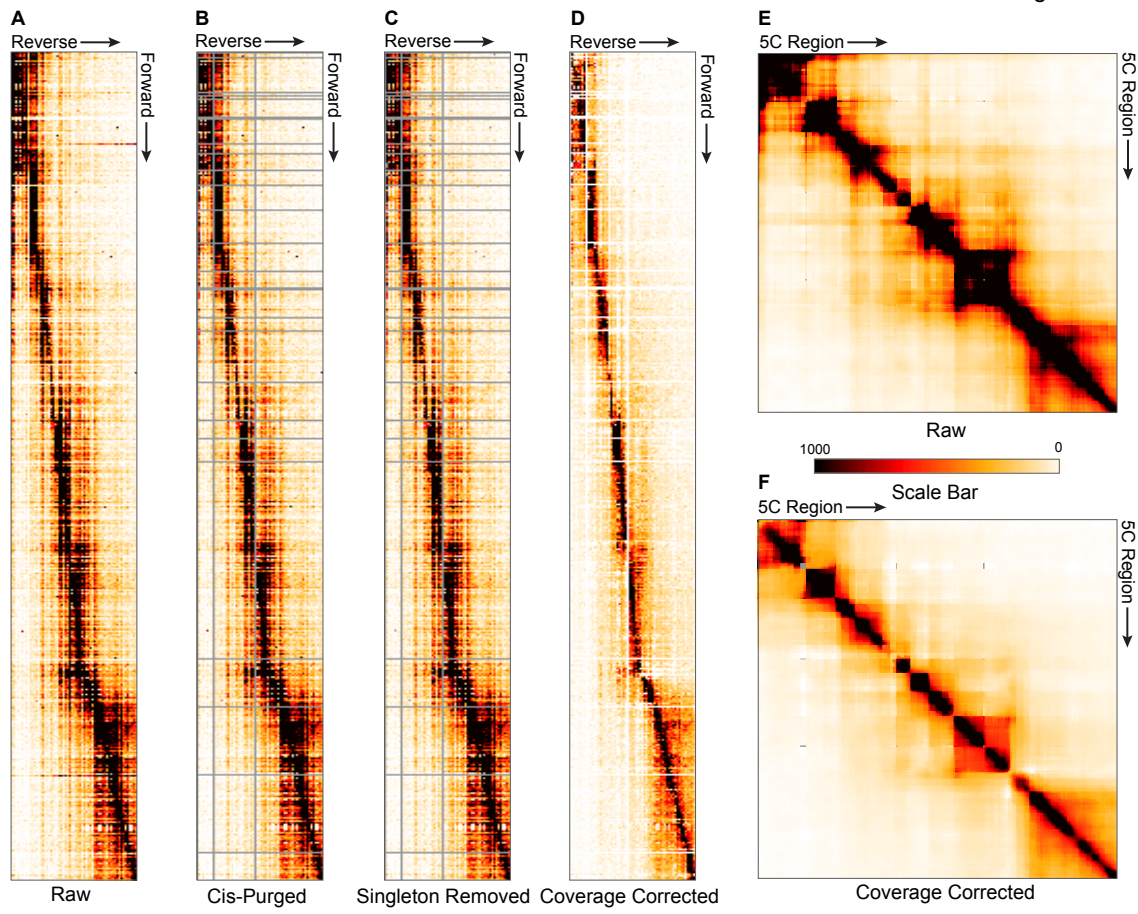 A
B
C
D
E
Reverse
Reverse
Reverse
Reverse
5C Region
Forward
Forward
Forward
Forward
5C Region
Raw
1000
0
Scale Bar
F
5C Region
5C Region
Raw
Cis-Purged
Singleton Removed
Coverage Corrected
Coverage Corrected